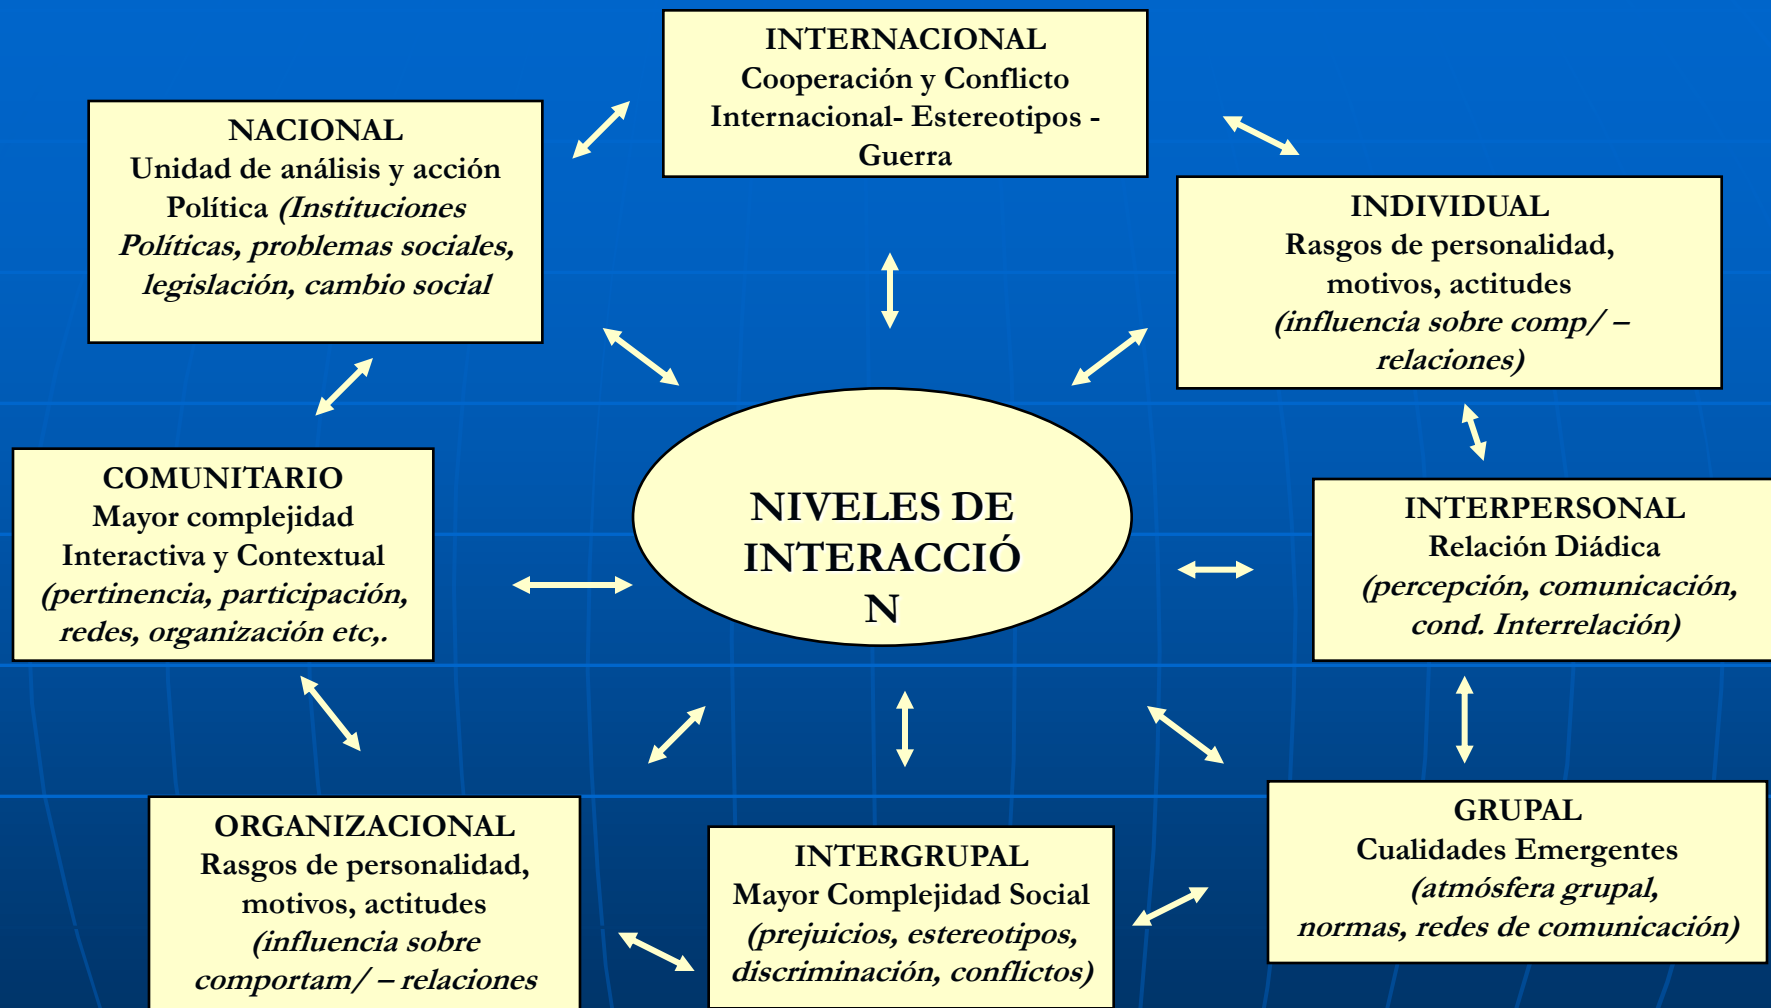 INTERNACIONAL
Cooperación y Conflicto
Internacional- Estereotipos -
Guerra
NACIONAL
Unidad de análisis y acción
Política (Instituciones
Políticas, problemas sociales,
legislación, cambio social
INDIVIDUAL
Rasgos de personalidad,
motivos, actitudes
(influencia sobre comp/ –
relaciones)
COMUNITARIO
Mayor complejidad
Interactiva y Contextual
(pertinencia, participación,
redes, organización etc,.
NIVELES DE
INTERACCIÓ
N
INTERPERSONAL
Relación Diádica
(percepción, comunicación,
cond. Interrelación)
ORGANIZACIONAL
Rasgos de personalidad,
motivos, actitudes
(influencia sobre
comportam/ – relaciones
INTERGRUPAL
Mayor Complejidad Social
(prejuicios, estereotipos,
discriminación, conflictos)
GRUPAL
Cualidades Emergentes
(atmósfera grupal,
normas, redes de comunicación)